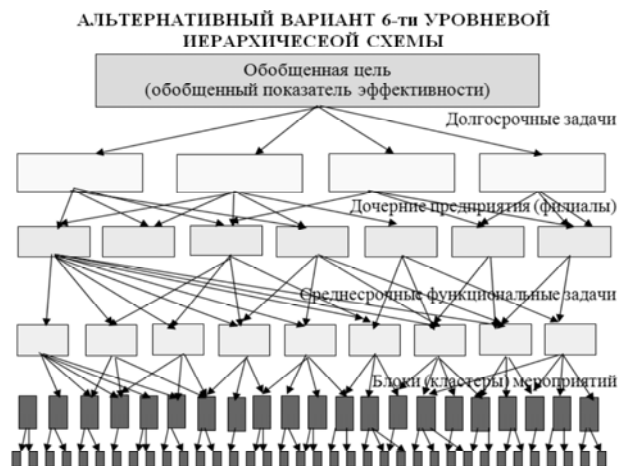 АЛЬТЕРНАТИВНЫЙ ВАРИАНТ 6-ти УРОВНЕВОЙ
ИЕРАРХИЧЕСЕОЙ СХЕМЫ
Обобщенная цель
(обобщенный показатель эффективности)
Долгосрочные задачи
Дочерние предприятия (филиалы)
Среднесрочные функциональные задачи
Блоки (кластеры) мероприятий